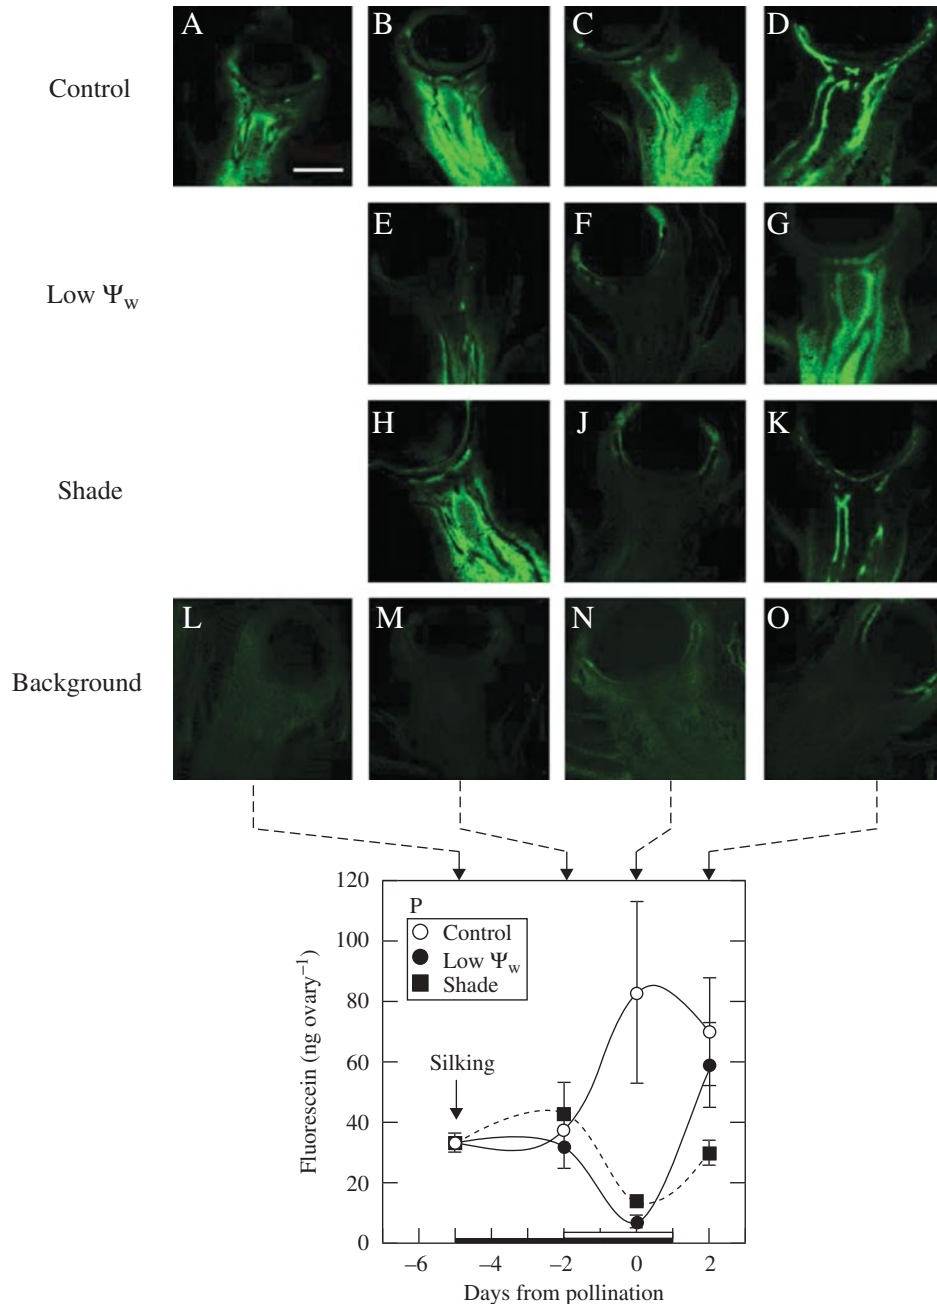 A B C D
Control
E F G
Low Ψw
H J K
Shade
L M N O
Background
120
100
80
60
40
20
0
Fluorescein (ng ovary⁻¹)
P
Control
Low Ψw
Shade
Silking
−6 −4 −2 0 2
Days from pollination